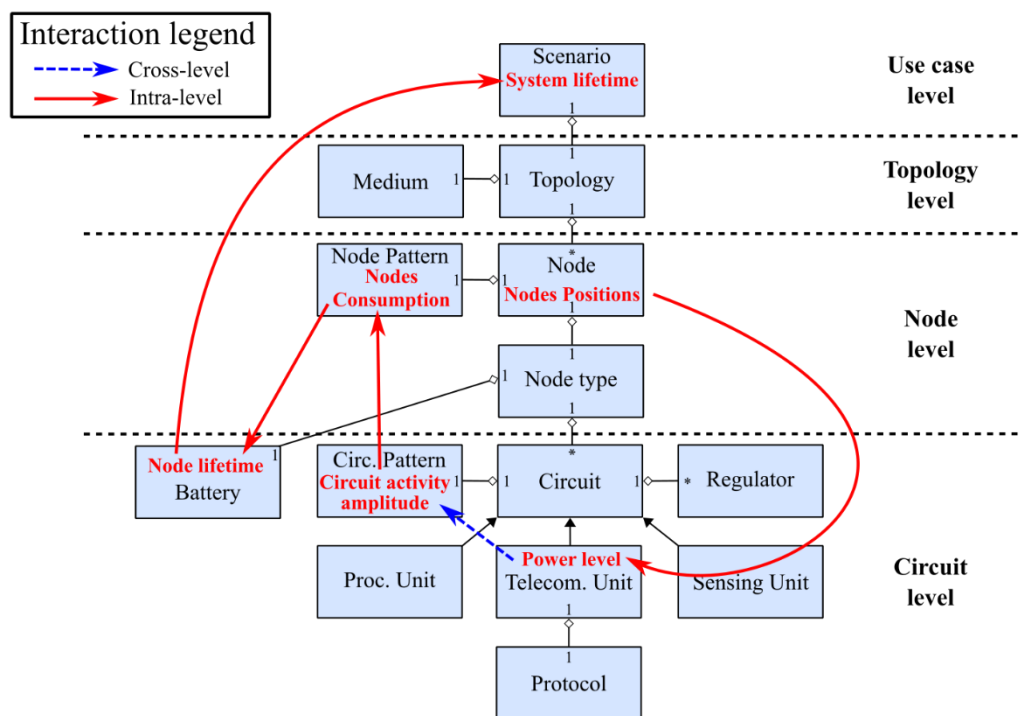 Interaction legend
Cross-level
Intra-level
Scenario
System lifetime
1
Use case
level
1
Medium
1
1
Topology
1
Topology
level
Node Pattern
Nodes
Consumption
1
*
1
Node
Nodes Positions
1
1
1
Node type
1
Node
level
Node lifetime
Battery
1
Circ. Pattern
Circuit activity
amplitude
1
*
1
Circuit
1
*
Regulator
Proc. Unit
Power level
Telecom. Unit
1
Sensing Unit
Circuit
level
1
Protocol